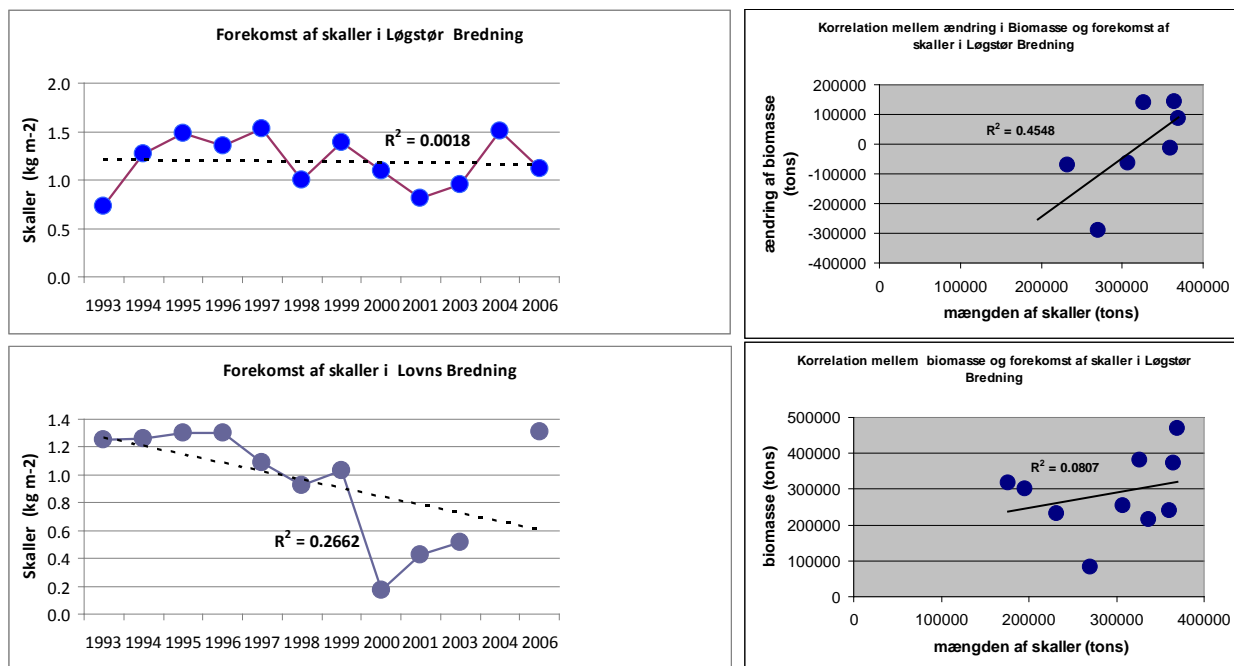 Forekomst af skaller i Løgstør  Bredning
Skaller  (kg m-2)
2.0
1.5
1.0
0.5
0.0
R² = 0.0018
1993 1994 1995 1996 1997 1998 1999 2000 2001 2003 2004 2006
Korrelation mellem ændring i Biomasse og forekomst af
skaller i Løgstør Bredning
ændring af biomasse
(tons)
200000
100000
0
-100000
-200000
-300000
-400000
R² = 0.4548
0 100000 200000 300000 400000
mængden af skaller (tons)
Forekomst af skaller i  Lovns Bredning
Skaller  (kg m-2)
1.4
1.2
1.0
0.8
0.6
0.4
0.2
0.0
R² = 0.2662
1993 1994 1995 1996 1997 1998 1999 2000 2001 2003 2004 2006
Korrelation mellem  biomasse og forekomst af skaller i Løgstør
Bredning
biomasse (tons)
500000
400000
300000
200000
100000
0
R² = 0.0807
0 100000 200000 300000 400000
mængden af skaller (tons)